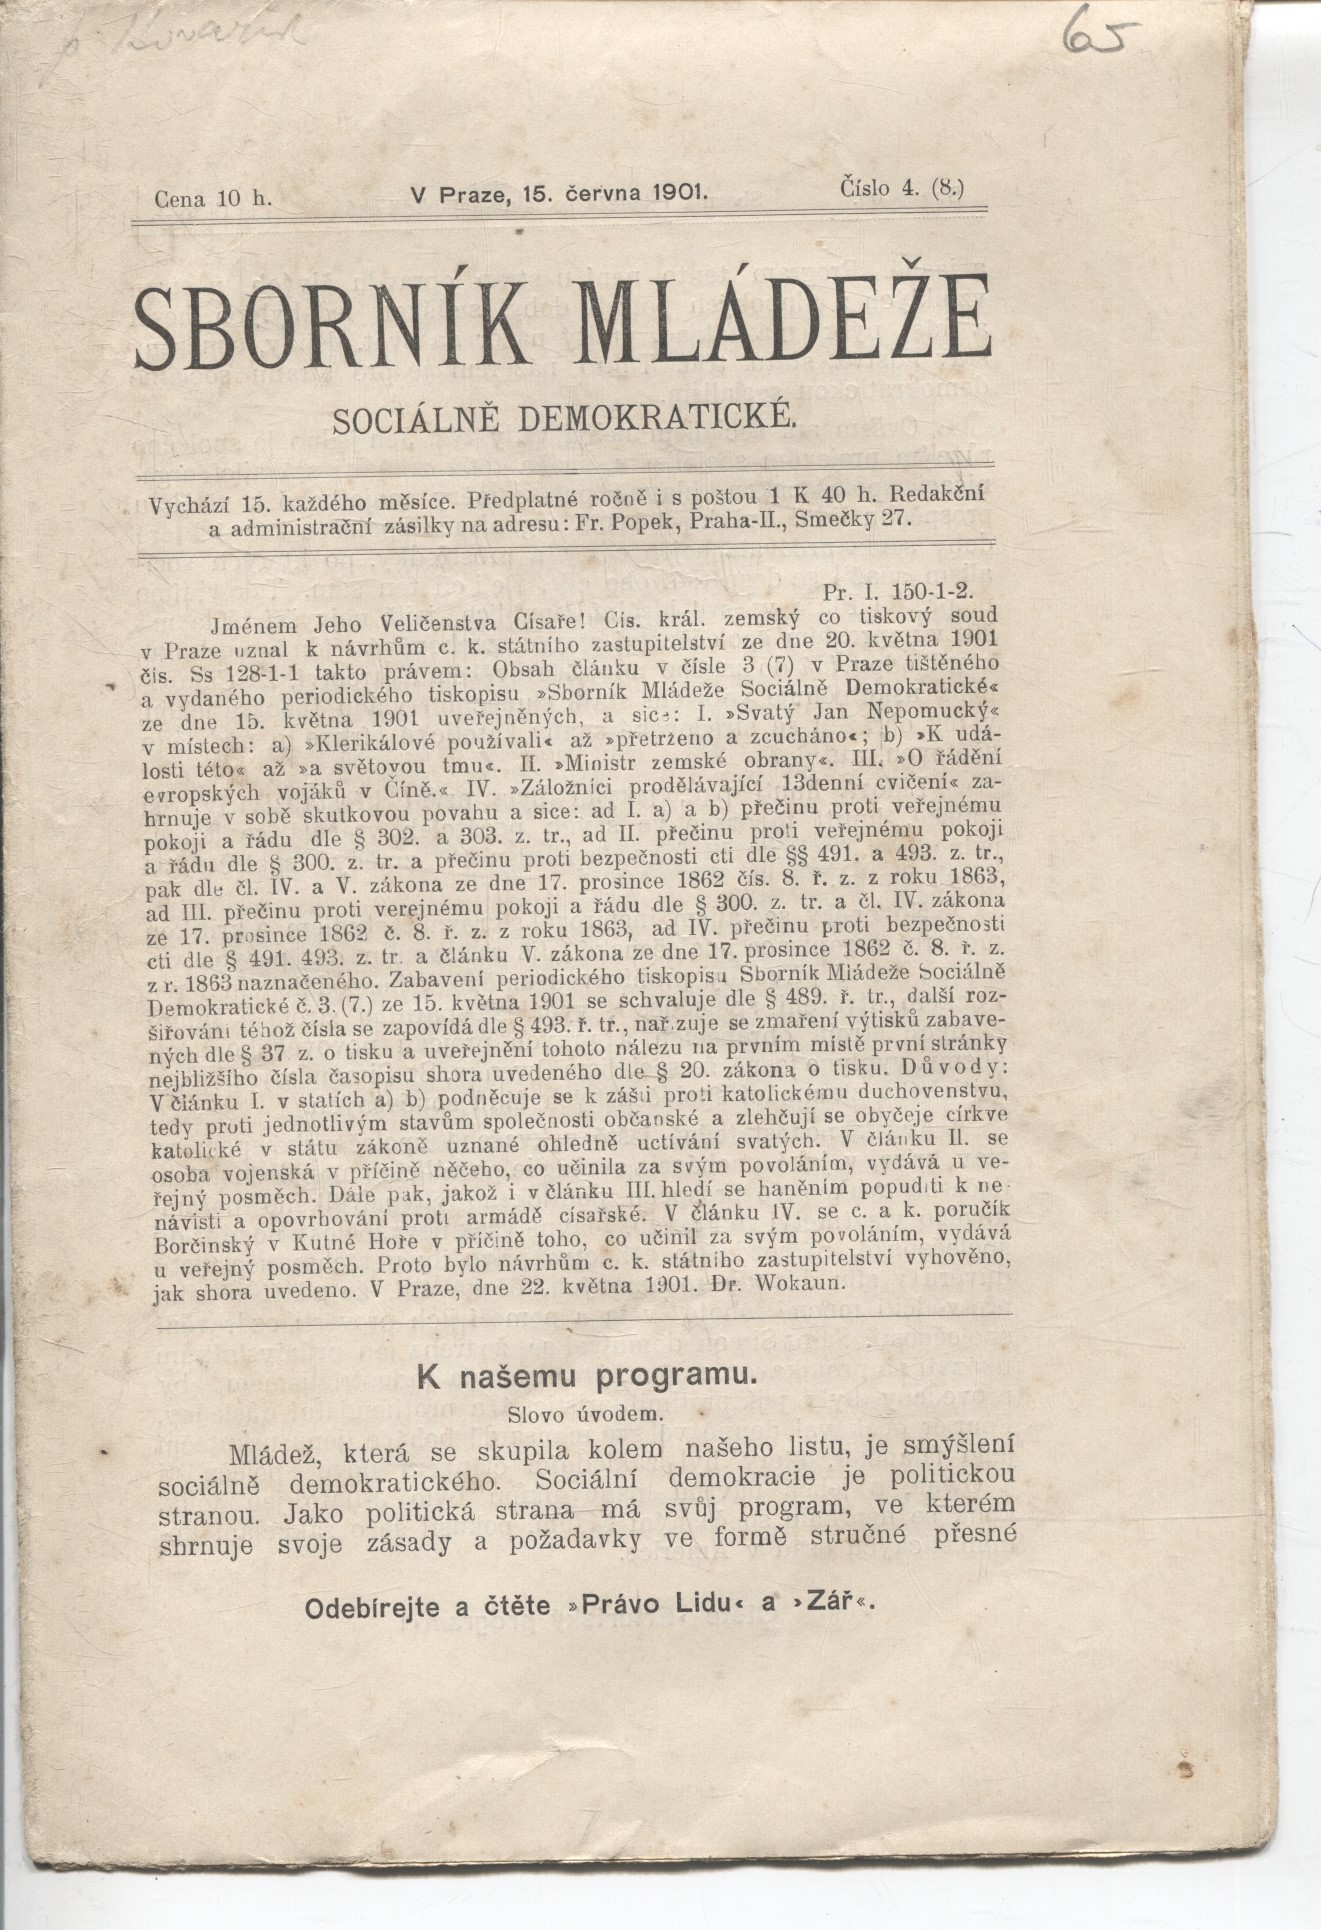 65
Cena 10 h.
V Praze, 15. června 1901.
Číslo 4. (8.)
SBORNÍK MLÁDEŽE
SOCIÁLNĚ DEMOKRATICKÉ.
Vychází 15. každého měsíce. Předplatné ročně i s poštou 1 K 40 h. Redakční
a administrační zásilky na adresu: Fr. Popek, Praha-II., Smečky 27.
Pr. I. 150-1-2.
Jménem Jeho Veličenstva Císaře! Cís. král. zemský co tiskový soud
v Praze uznal k návrhům c. k. státního zastupitelství ze dne 20. května 1901
čís. Ss 128-1-1 takto právem: Obsah článku v čísle 3 (7) v Praze tištěného
a vydaného periodického tiskopisu »Sborník Mládeže Sociálně Demokratické«
ze dne 15. května 1901 uveřejněných, a sice: I. »Svatý Jan Nepomucký«
v místech: a) »Klerikálové používali« až »přetrženo a zcucháno«; b) »K udá-
losti této« až »a světovou tmu«. II. »Ministr zemské obrany«. III. »O řádění
evropských vojáků v Číně.« IV. »Záložníci prodělávající 13denní cvičení« za-
hrnuje v sobě skutkovou povahu a sice: ad I. a) a b) přečinu proti veřejnému
pokoji a řádu dle § 302. a 303. z. tr., ad II. přečinu proti veřejnému pokoji
a řádu dle § 300. z. tr. a přečinu proti bezpečnosti cti dle §§ 491. a 493. z. tr.,
pak dle čl. IV. a V. zákona ze dne 17. prosince 1862 čís. 8. ř. z. z roku 1863,
ad III. přečinu proti verejnému pokoji a řádu dle § 300. z. tr. a čl. IV. zákona
ze 17. prosince 1862 č. 8. ř. z. z roku 1863, ad IV. přečinu proti bezpečnosti
cti dle § 491. 493. z. tr. a článku V. zákona ze dne 17. prosince 1862 č. 8. ř. z.
z r. 1863 naznačeného. Zabavení periodického tiskopisu Sborník Mládeže Sociálně
Demokratické č. 3. (7.) ze 15. května 1901 se schvaluje dle § 489. ř. tr., další roz-
šiřování téhož čísla se zapovídá dle § 493. ř. tr., nařizuje se zmaření výtisků zabave-
ných dle § 37 z. o tisku a uveřejnění tohoto nálezu na prvním místě první stránky
nejbližšího čísla časopisu shora uvedeného dle § 20. zákona o tisku. Důvody:
V článku I. v statích a) b) podněcuje se k zášti proti katolickému duchovenstvu,
tedy proti jednotlivým stavům společnosti občanské a zlehčují se obyčeje církve
katolické v státu zákoně uznané ohledně uctívání svatých. V článku II. se
osoba vojenská v příčině něčeho, co učinila za svým povoláním, vydává u ve-
řejný posměch. Dále pak, jakož i v článku III. hledí se haněním popuditi k ne-
návisti a opovrhování proti armádě císařské. V článku IV. se c. a k. poručík
Borčinský v Kutné Hoře v příčině toho, co učinil za svým povoláním, vydává
u veřejný posměch. Proto bylo návrhům c. k. státního zastupitelství vyhověno,
jak shora uvedeno. V Praze, dne 22. května 1901. Dr. Wokaun.
K našemu programu.
Slovo úvodem.
Mládež, která se skupila kolem našeho listu, je smýšlení
sociálně demokratického. Sociální demokracie je politickou
stranou. Jako politická strana má svůj program, ve kterém
shrnuje svoje zásady a požadavky ve formě stručné přesné
Odebírejte a čtěte »Právo Lidu« a »Zář«.